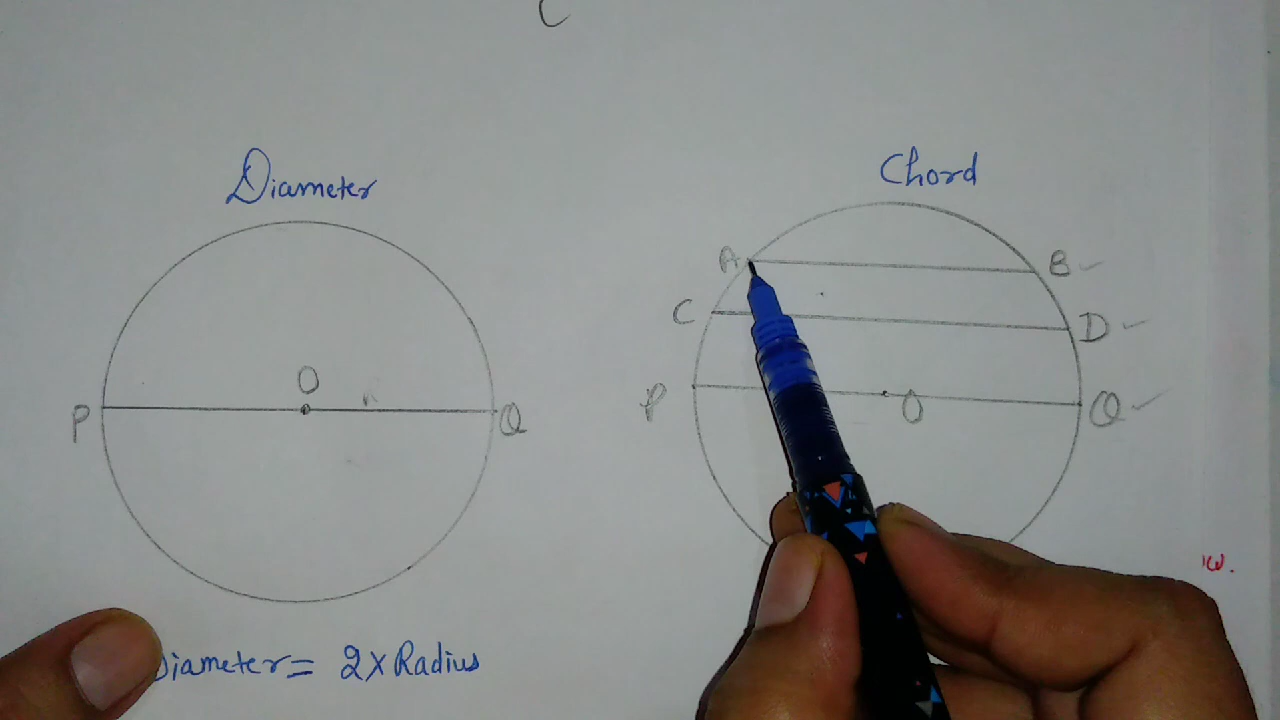 Diameter
Chord
A B
C D
P O Q
P O Q
Diameter = 2 x Radius